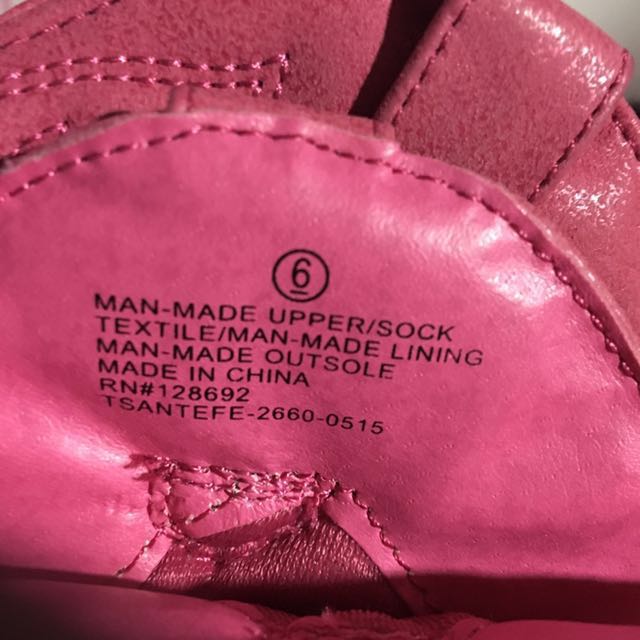 6
MAN-MADE UPPER/SOCK
TEXTILE/MAN-MADE LINING
MAN-MADE OUTSOLE
MADE IN CHINA
RN#128692
TSANTEFE-2660-0515